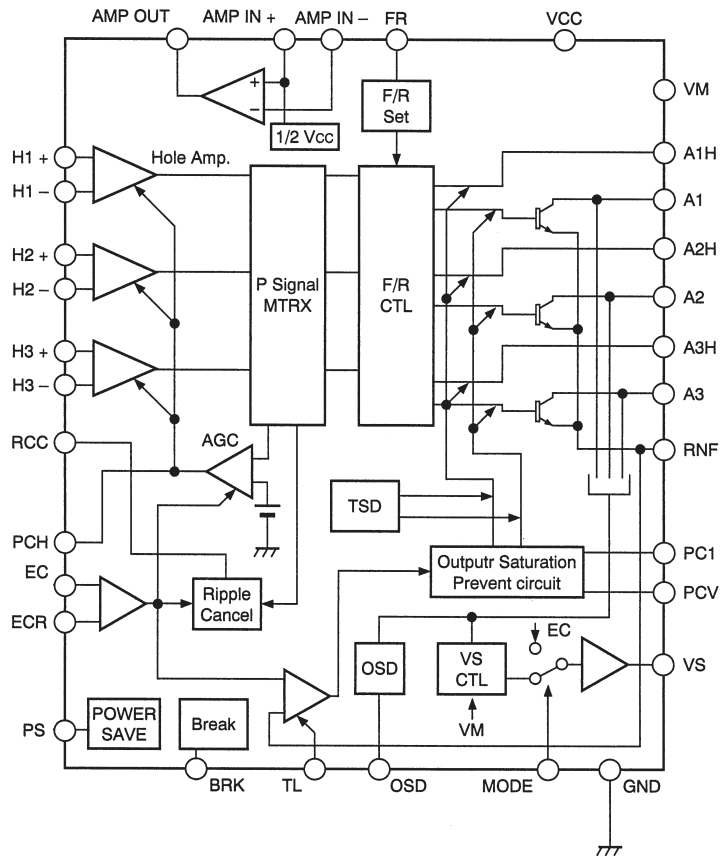 AMP OUT
AMP IN +
AMP IN –
FR
VCC
VM
+
–
F/R
Set
1/2 Vcc
H1 +
H1 –
Hole Amp.
A1H
A1
H2 +
H2 –
P Signal
MTRX
F/R
CTL
A2H
A2
H3 +
H3 –
A3H
A3
RCC
AGC
RNF
TSD
PCH
EC
ECR
Ripple
Cancel
Outputr Saturation
Prevent circuit
PC1
PCV
OSD
VS
CTL
EC
VS
VM
PS
POWER
SAVE
Break
BRK
TL
OSD
MODE
GND